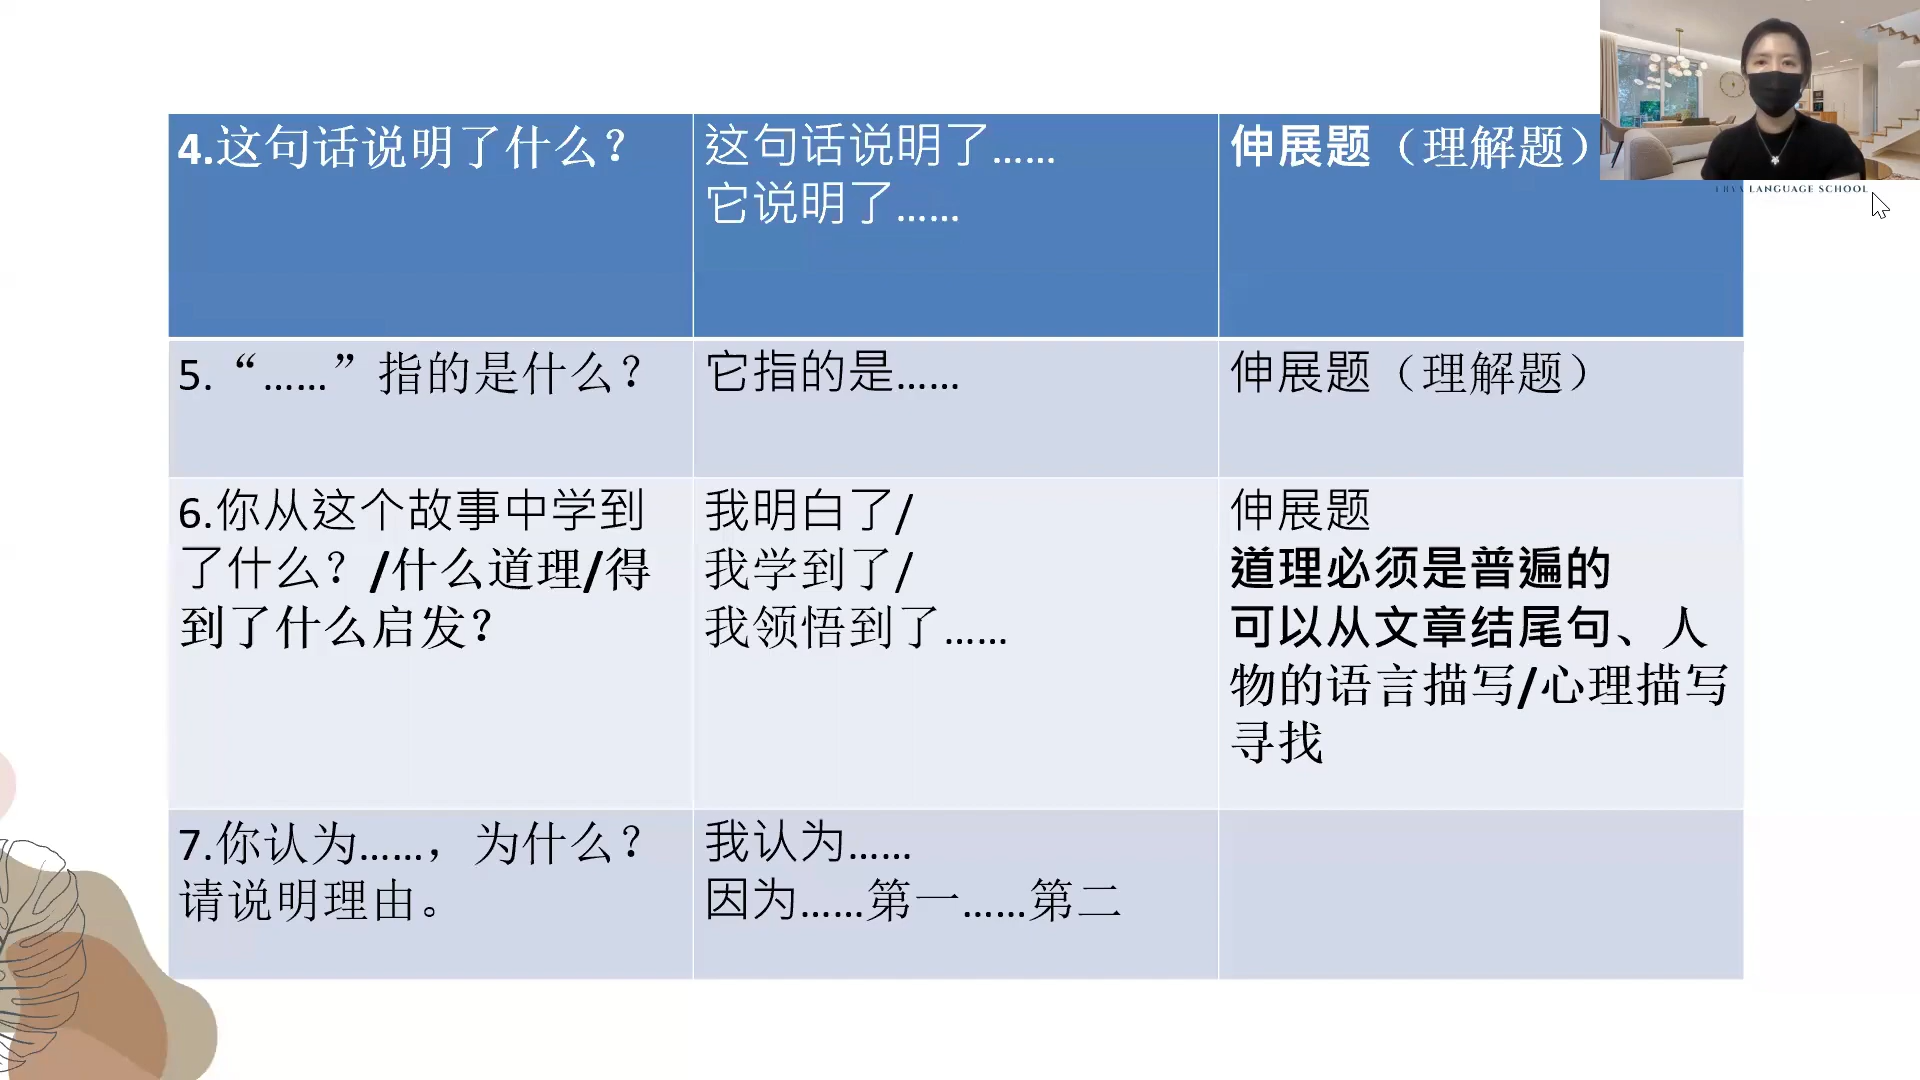 4.这句话说明了什么？
这句话说明了……
它说明了……
伸展题（理解题）
LANGUAGE SCHOOL
5.“……”指的是什么？
它指的是……
伸展题（理解题）
6.你从这个故事中学到
了什么？/什么道理/得
到了什么启发？
我明白了/
我学到了/
我领悟到了……
伸展题
道理必须是普遍的
可以从文章结尾句、人
物的语言描写/心理描写
寻找
7.你认为……，为什么？
请说明理由。
我认为……
因为……第一……第二